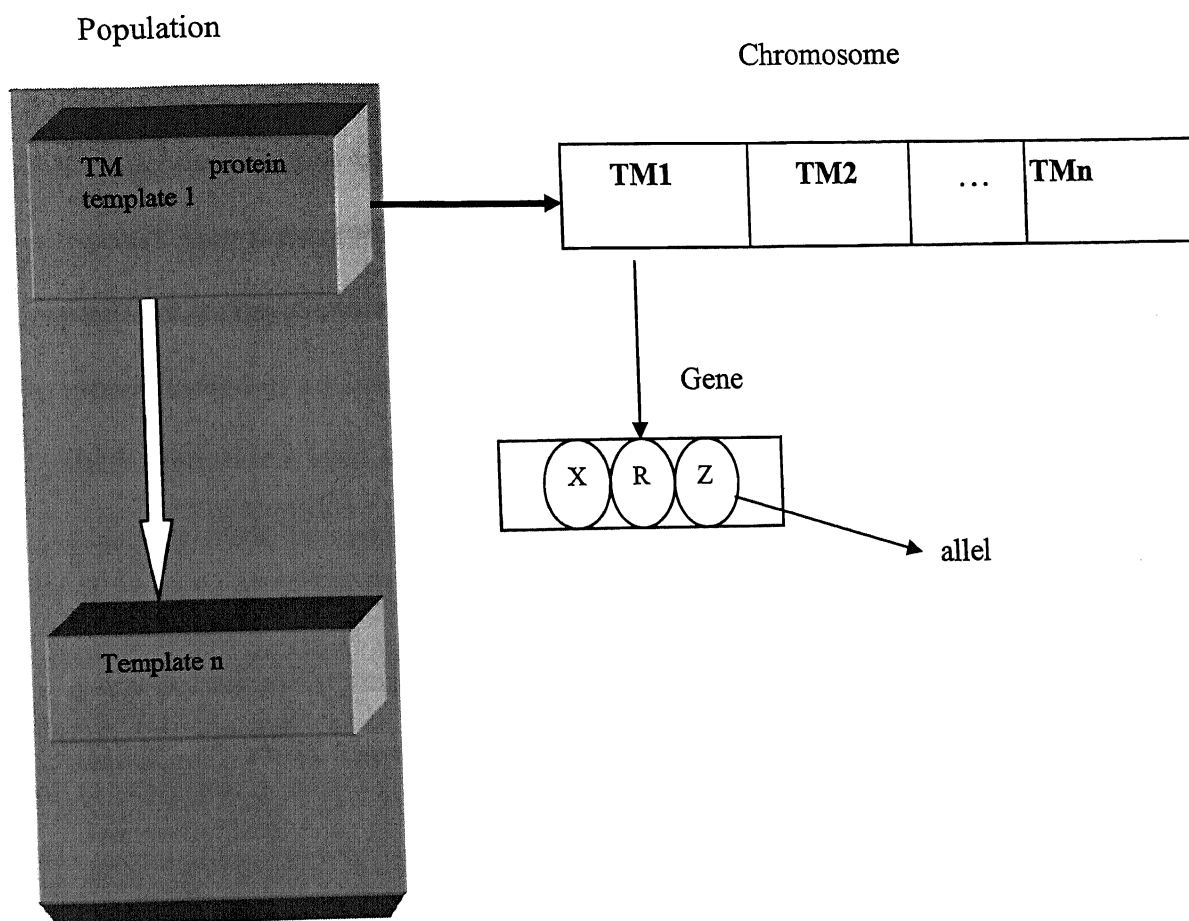 Population
Chromosome
TM protein
template 1
TM1 TM2 … TMn
Gene
X R Z
allel
Template n